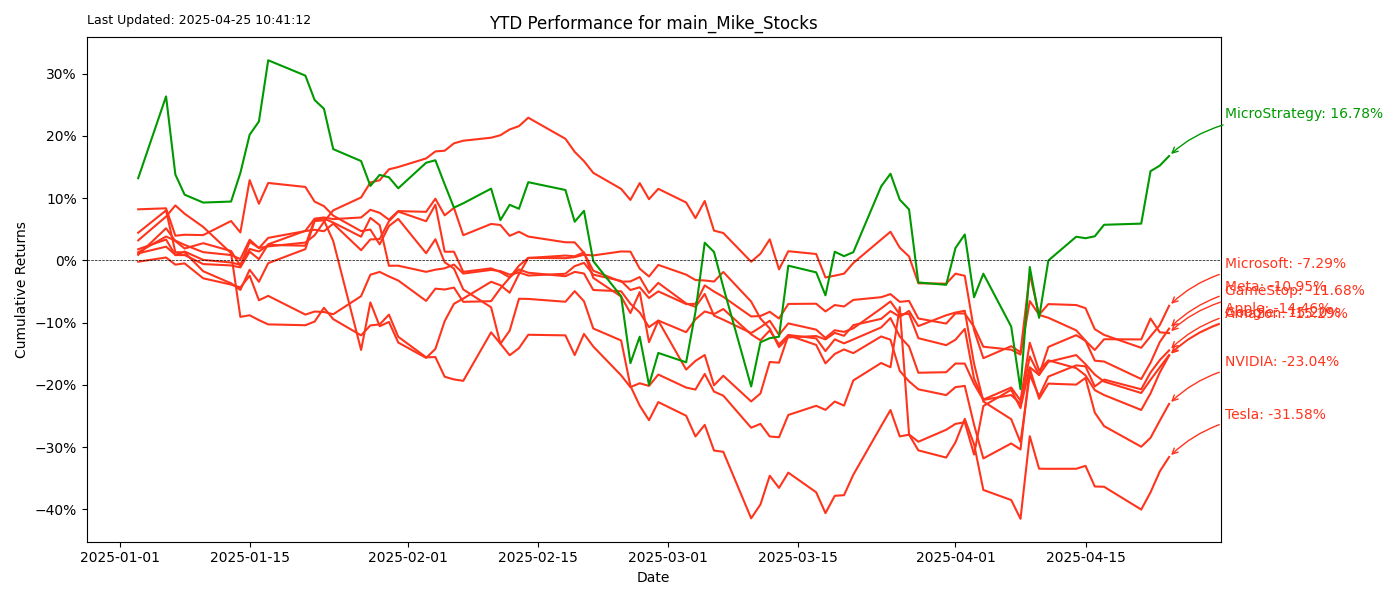 Last Updated: 2025-04-25 10:41:12
YTD Performance for main_Mike_Stocks
30%
20%
10%
0%
−10%
−20%
−30%
−40%
Cumulative Returns
MicroStrategy: 16.78%
Microsoft: -7.29%
Meta: -10.95%
GameStop: -11.68%
Apple: -14.46%
NVIDIA: -23.04%
Tesla: -31.58%
2025-01-01
2025-01-15
2025-02-01
2025-02-15
2025-03-01
2025-03-15
2025-04-01
2025-04-15
Date